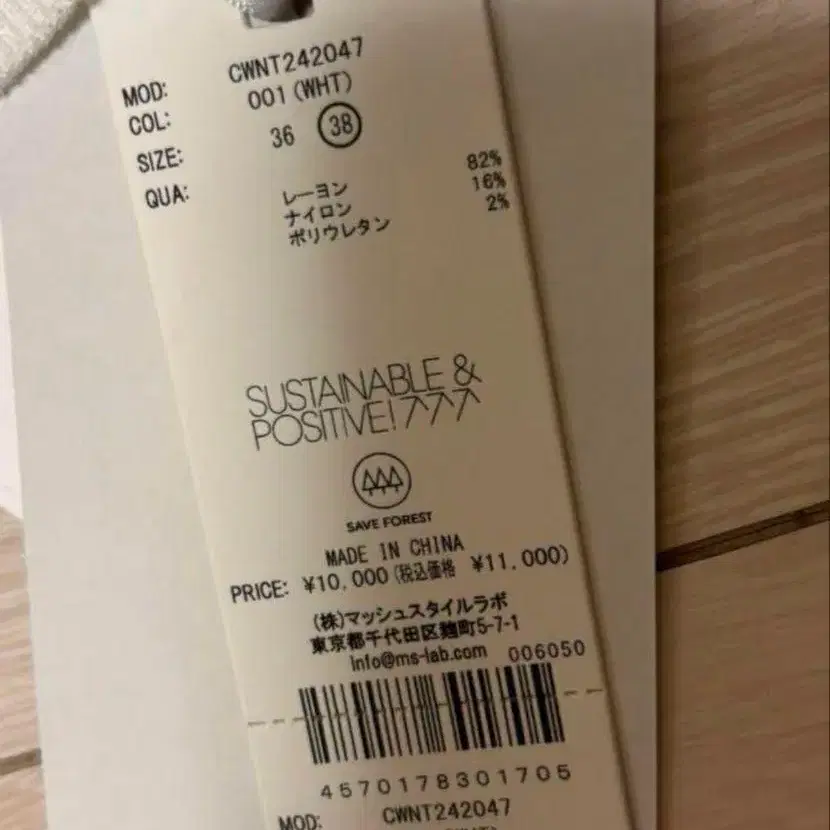 MOD: CWNT242047
COL: 001(WHT)
SIZE: 36 38
QUA: レーヨン 82%
ナイロン 16%
ポリウレタン 2%
SUSTAINABLE &
POSITIVE!
SAVE FOREST
MADE IN CHINA
PRICE: ¥10,000(税込価格 ¥11,000)
(株)マッシュスタイルラボ
東京都千代田区麹町5-7-1
info@ms-lab.com 006050
4570178301705
MOD: CWNT242047